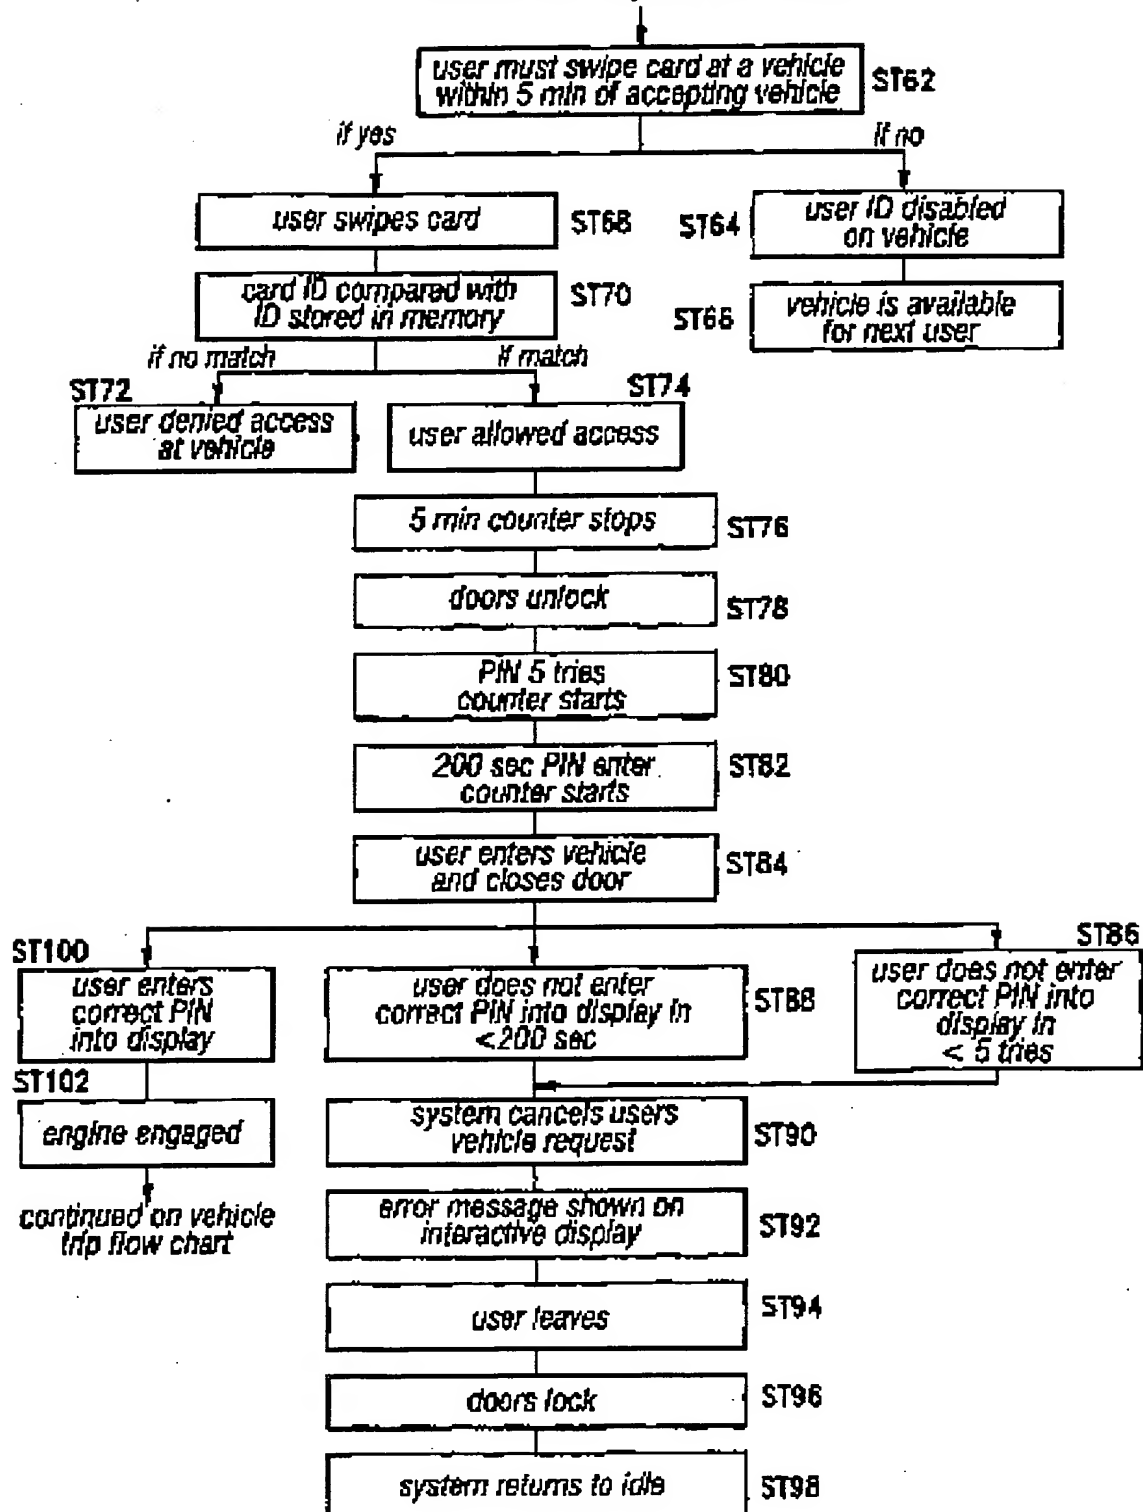 user must swipe card at a vehicle
within 5 min of accepting vehicle
ST62
if yes
if no
user swipes card
ST68
ST64
user ID disabled
on vehicle
card ID compared with
ID stored in memory
ST70
ST66
vehicle is available
for next user
if no match
if match
ST72
user denied access
at vehicle
ST74
user allowed access
5 min counter stops
ST76
doors unlock
ST78
PIN 5 tries
counter starts
ST80
200 sec PIN enter
counter starts
ST82
user enters vehicle
and closes door
ST84
ST100
user enters
correct PIN
into display
user does not enter
correct PIN into display in
<200 sec
ST88
ST86
user does not enter
correct PIN into
display in
< 5 tries
ST102
engine engaged
continued on vehicle
trip flow chart
system cancels users
vehicle request
ST90
error message shown on
interactive display
ST92
user leaves
ST94
doors lock
ST96
system returns to idle
ST98